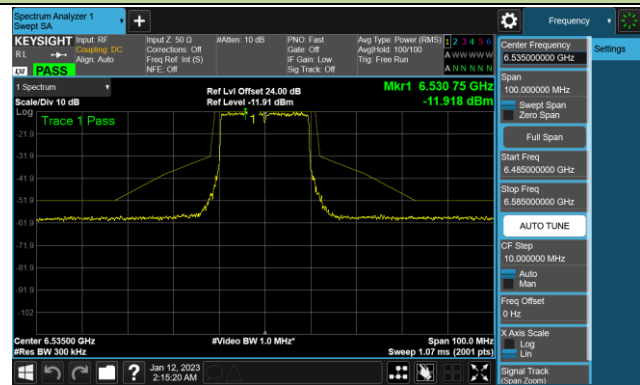 Spectrum Analyzer 1
Swept SA
Frequency
KEYSIGHT
RL
PASS
Input: RF
Coupling: DC
Align: Auto
Input Z: 50 Ω
Corrections: Off
Freq Ref: Int (S)
NFE: Off
#Atten: 10 dB
PNO: Fast
Gate: Off
IF Gain: Low
Sig Track: Off
Avg Type: Power (RMS)
Avg|Hold: 100/100
Trig: Free Run
1 2 3 4 5 6
A W W W W W
A N N N N N
1 Spectrum
Scale/Div 10 dB
Ref Lvl Offset 24.00 dB
Ref Level -11.91 dBm
Mkr1 6.530 75 GHz
-11.918 dBm
Log
Trace 1 Pass
1
-21.9
-31.9
-41.9
-51.9
-61.9
-71.9
-81.9
-91.9
-102
Center 6.53500 GHz
#Res BW 300 kHz
#Video BW 1.0 MHz*
Span 100.0 MHz
Sweep 1.07 ms (2001 pts)
Center Frequency
6.535000000 GHz
Settings
Span
100.000000 MHz
Swept Span
Zero Span
Full Span
Start Freq
6.485000000 GHz
Stop Freq
6.585000000 GHz
AUTO TUNE
CF Step
10.000000 MHz
Auto
Man
Freq Offset
0 Hz
X Axis Scale
Log
Lin
Signal Track
(Span Zoom)
?
Jan 12, 2023
2:15:20 AM